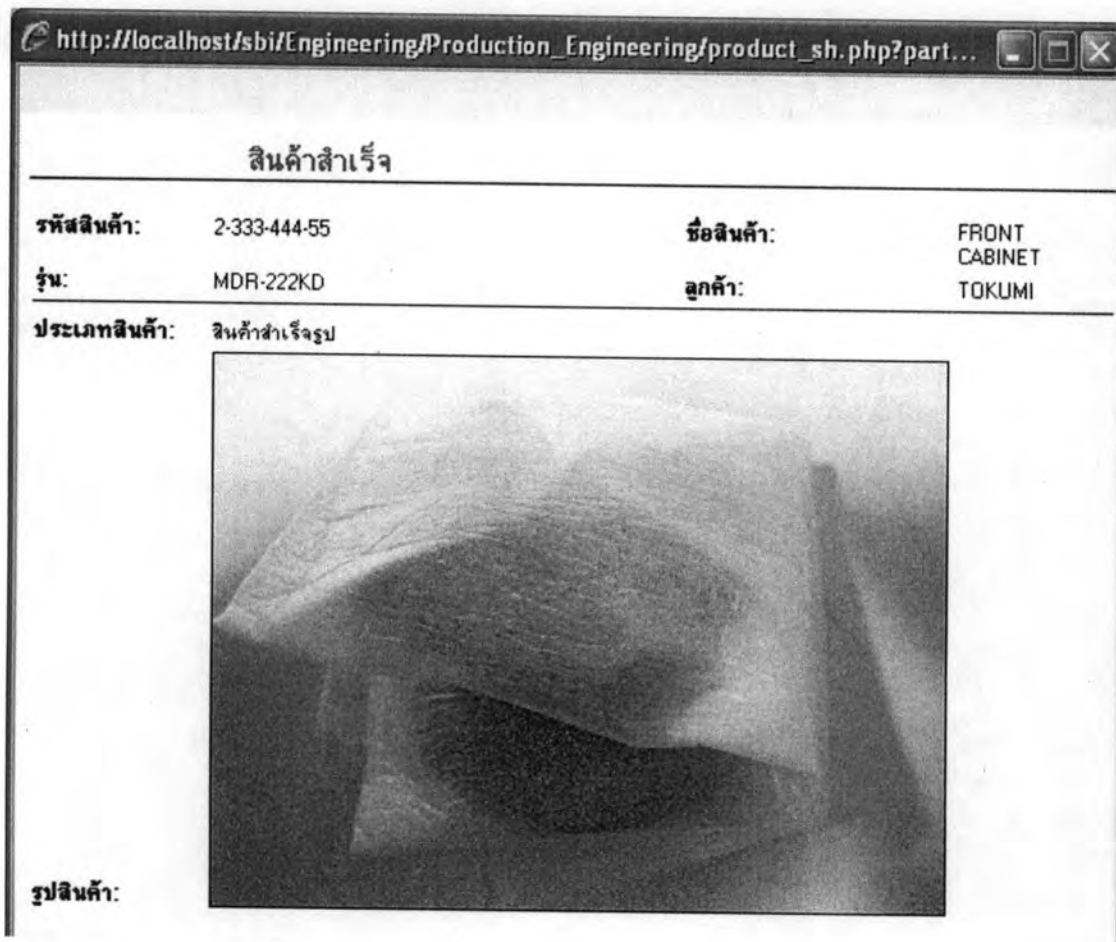 http://localhost/sbi/Engineering/Production_Engineering/product_sh.php?part...
สินค้าสำเร็จ
รหัสสินค้า: 2-333-444-55 ชื่อสินค้า: FRONT CABINET
รุ่น: MDR-222KD ลูกค้า: TOKUMI
ประเภทสินค้า: สินค้าสำเร็จรูป
รูปสินค้า: